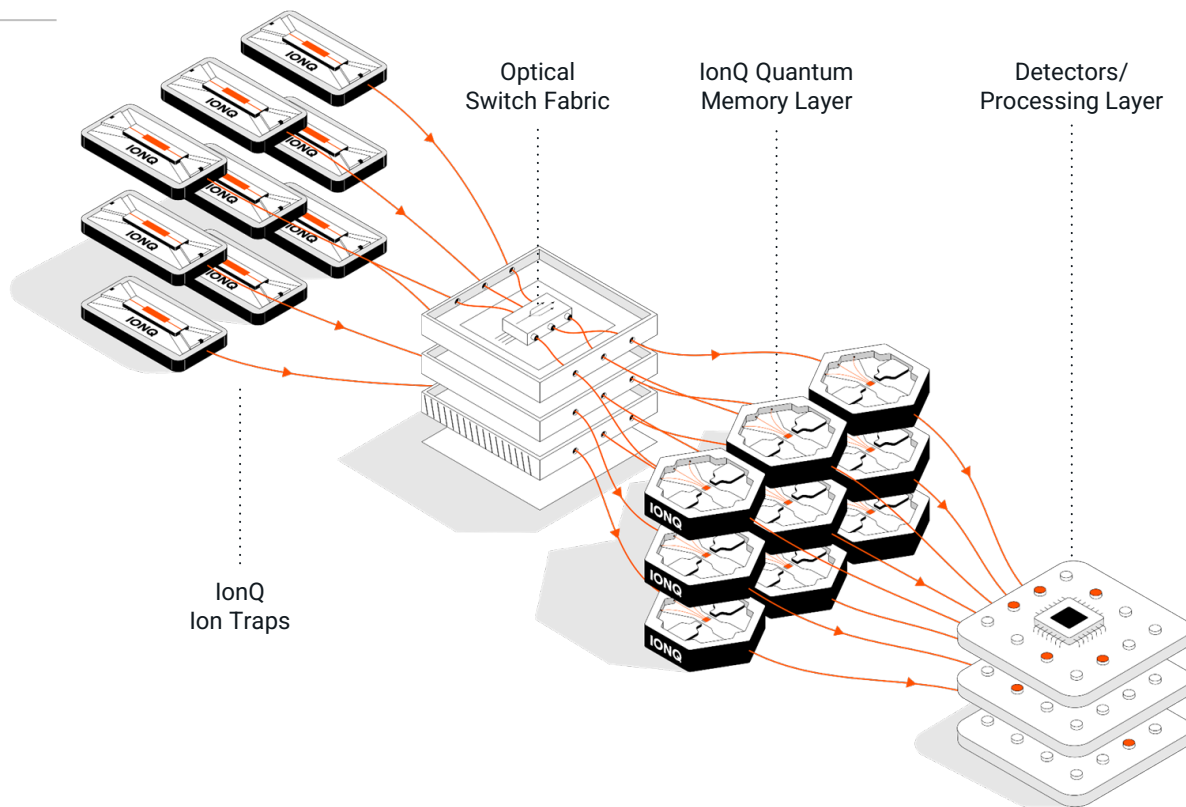 Optical
Switch Fabric
IonQ Quantum
Memory Layer
Detectors/
Processing Layer
IONQ
IONQ
IONQ
IONQ
IONQ
IONQ
IONQ
IonQ
Ion Traps
IONQ
IONQ
IONQ